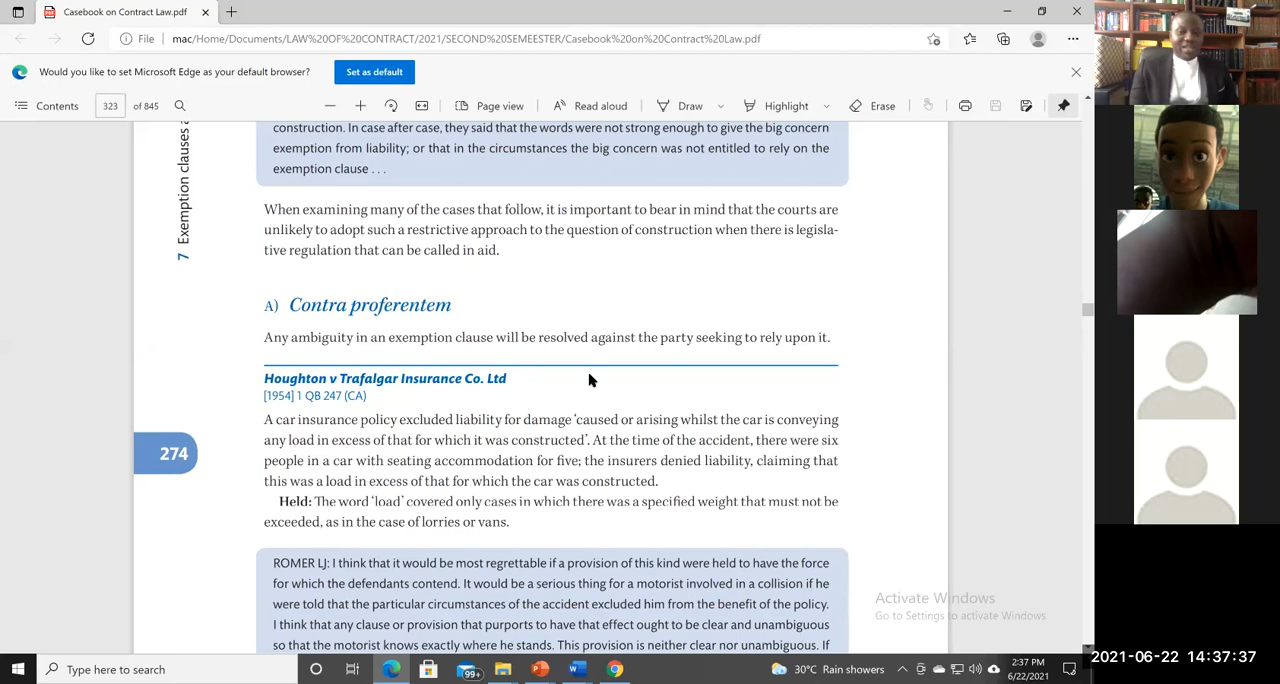 Casebook on Contract Law.pdf
File
mac/Home/Documents/LAW%20OF%20CONTRACT/2021/SECOND%20SEMEESTER/Casebook%20on%20Contract%20Law.pdf
Would you like to set Microsoft Edge as your default browser?
Set as default
Contents
323
of 845
Page view
Read aloud
Draw
Highlight
Erase
construction. In case after case, they said that the words were not strong enough to give the big concern
exemption from liability; or that in the circumstances the big concern was not entitled to rely on the
exemption clause . . .
7 Exemption clauses a
When examining many of the cases that follow, it is important to bear in mind that the courts are
unlikely to adopt such a restrictive approach to the question of construction when there is legisla-
tive regulation that can be called in aid.
A) Contra proferentem
Any ambiguity in an exemption clause will be resolved against the party seeking to rely upon it.
Houghton v Trafalgar Insurance Co. Ltd
[1954] 1 QB 247 (CA)
A car insurance policy excluded liability for damage ‘caused or arising whilst the car is conveying
any load in excess of that for which it was constructed’. At the time of the accident, there were six
274
people in a car with seating accommodation for five; the insurers denied liability, claiming that
this was a load in excess of that for which the car was constructed.
Held: The word ‘load’ covered only cases in which there was a specified weight that must not be
exceeded, as in the case of lorries or vans.
ROMER LJ: I think that it would be most regrettable if a provision of this kind were held to have the force
for which the defendants contend. It would be a serious thing for a motorist involved in a collision if he
were told that the particular circumstances of the accident excluded him from the benefit of the policy.
I think that any clause or provision that purports to have that effect ought to be clear and unambiguous
so that the motorist knows exactly where he stands. This provision is neither clear nor unambiguous. If
Activate Windows
Go to Settings to activate Windows
Type here to search
99+
30°C Rain showers
2:37 PM
6/22/2021
2021-06-22 14:37:37